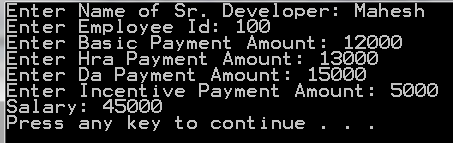 Enter Name of Sr. Developer: Mahesh
Enter Employee Id: 100
Enter Basic Payment Amount: 12000
Enter Hra Payment Amount: 13000
Enter Da Payment Amount: 15000
Enter Incentive Payment Amount: 5000
Salary: 45000
Press any key to continue . . .